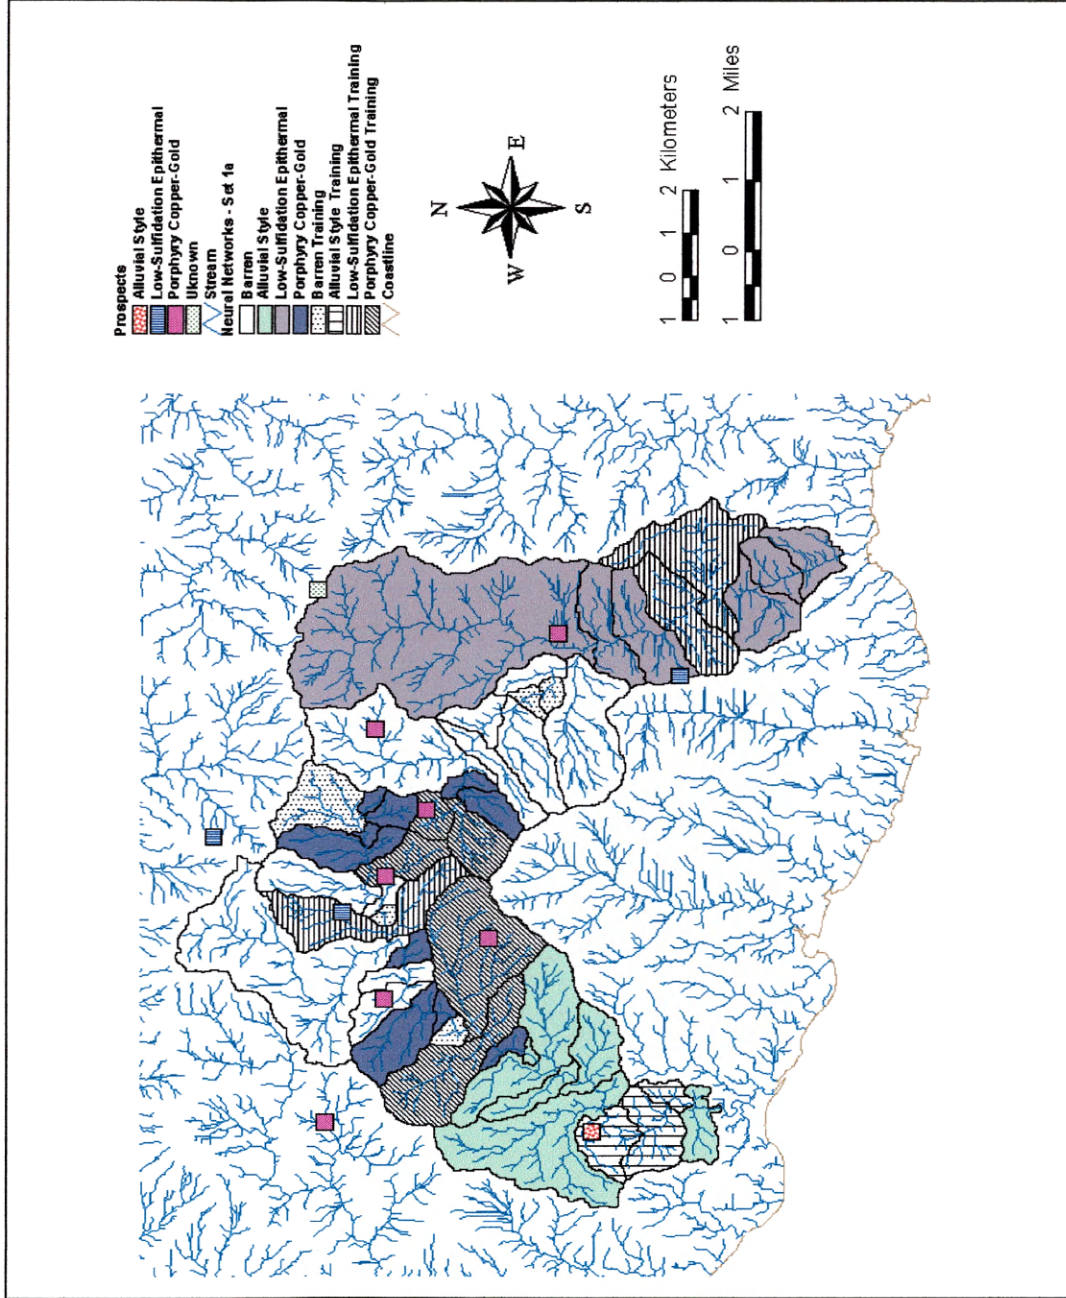 Prospects
Alluvial Style
Low-Sulfidation Epithermal
Porphyry Copper-Gold
Uknown
Stream
Neural Networks - Set 1a
Barren
Alluvial Style
Low-Sulfidation Epithermal
Porphyry Copper-Gold
Barren Training
Alluvial Style Training
Low-Sulfidation Epithermal Training
Porphyry Copper-Gold Training
Coastline
N
W E
S
1 0 1 2 Kilometers
1 0 1 2 Miles